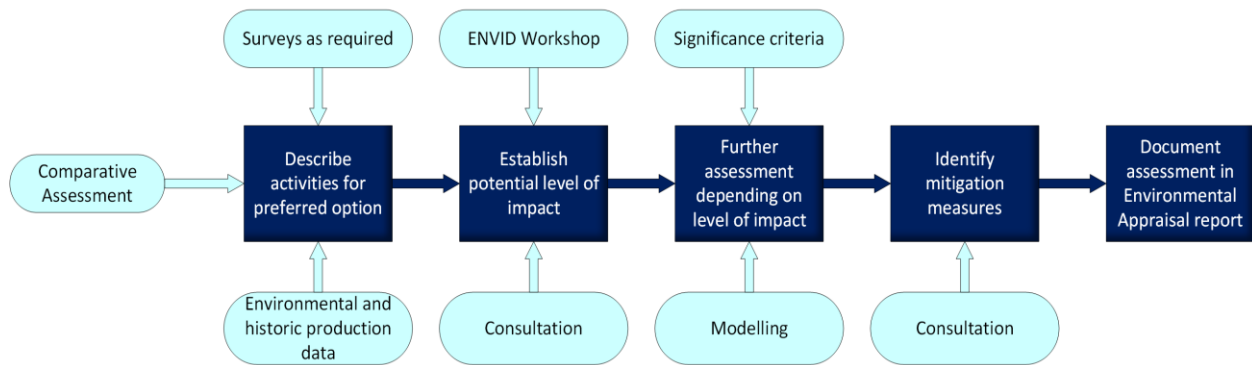 Surveys as required
ENVID Workshop
Significance criteria
Comparative
Assessment
Describe
activities for
preferred option
Establish
potential level of
impact
Further
assessment
depending on
level of impact
Identify
mitigation
measures
Document
assessment in
Environmental
Appraisal report
Environmental and
historic production
data
Consultation
Modelling
Consultation